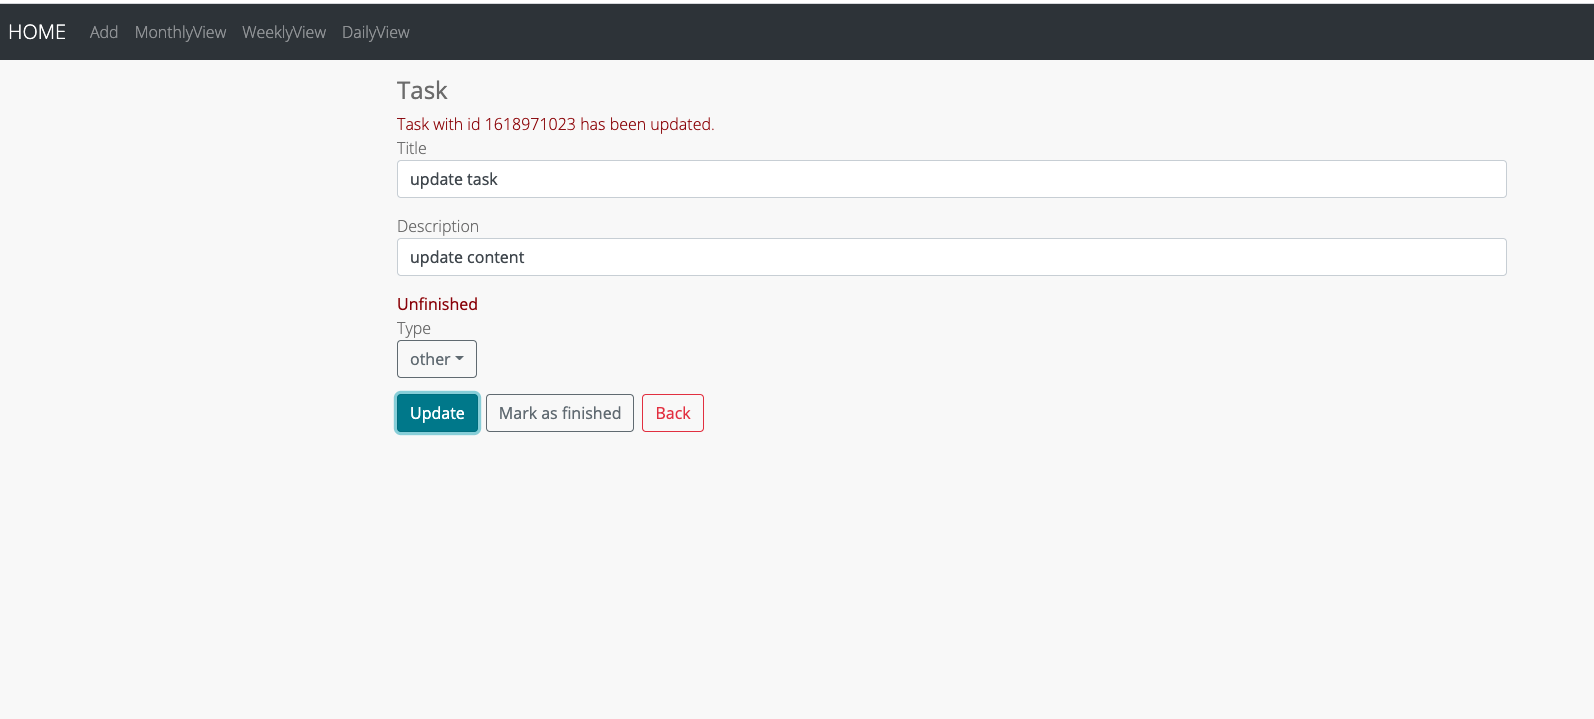 HOME Add MonthlyView WeeklyView DailyView
Task
Task with id 1618971023 has been updated.
Title
update task
Description
update content
Unfinished
Type
other
Update Mark as finished Back